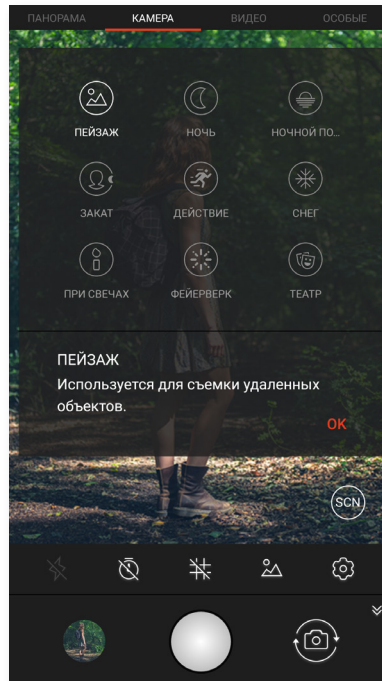 ПАНОРАМА КАМЕРА ВИДЕО ОСОБЫЕ
ПЕЙЗАЖ НОЧЬ НОЧНОЙ ПО...
ЗАКАТ ДЕЙСТВИЕ СНЕГ
ПРИ СВЕЧАХ ФЕЙЕРВЕРК ТЕАТР
ПЕЙЗАЖ
Используется для съемки удаленных
объектов.
OK
SCN